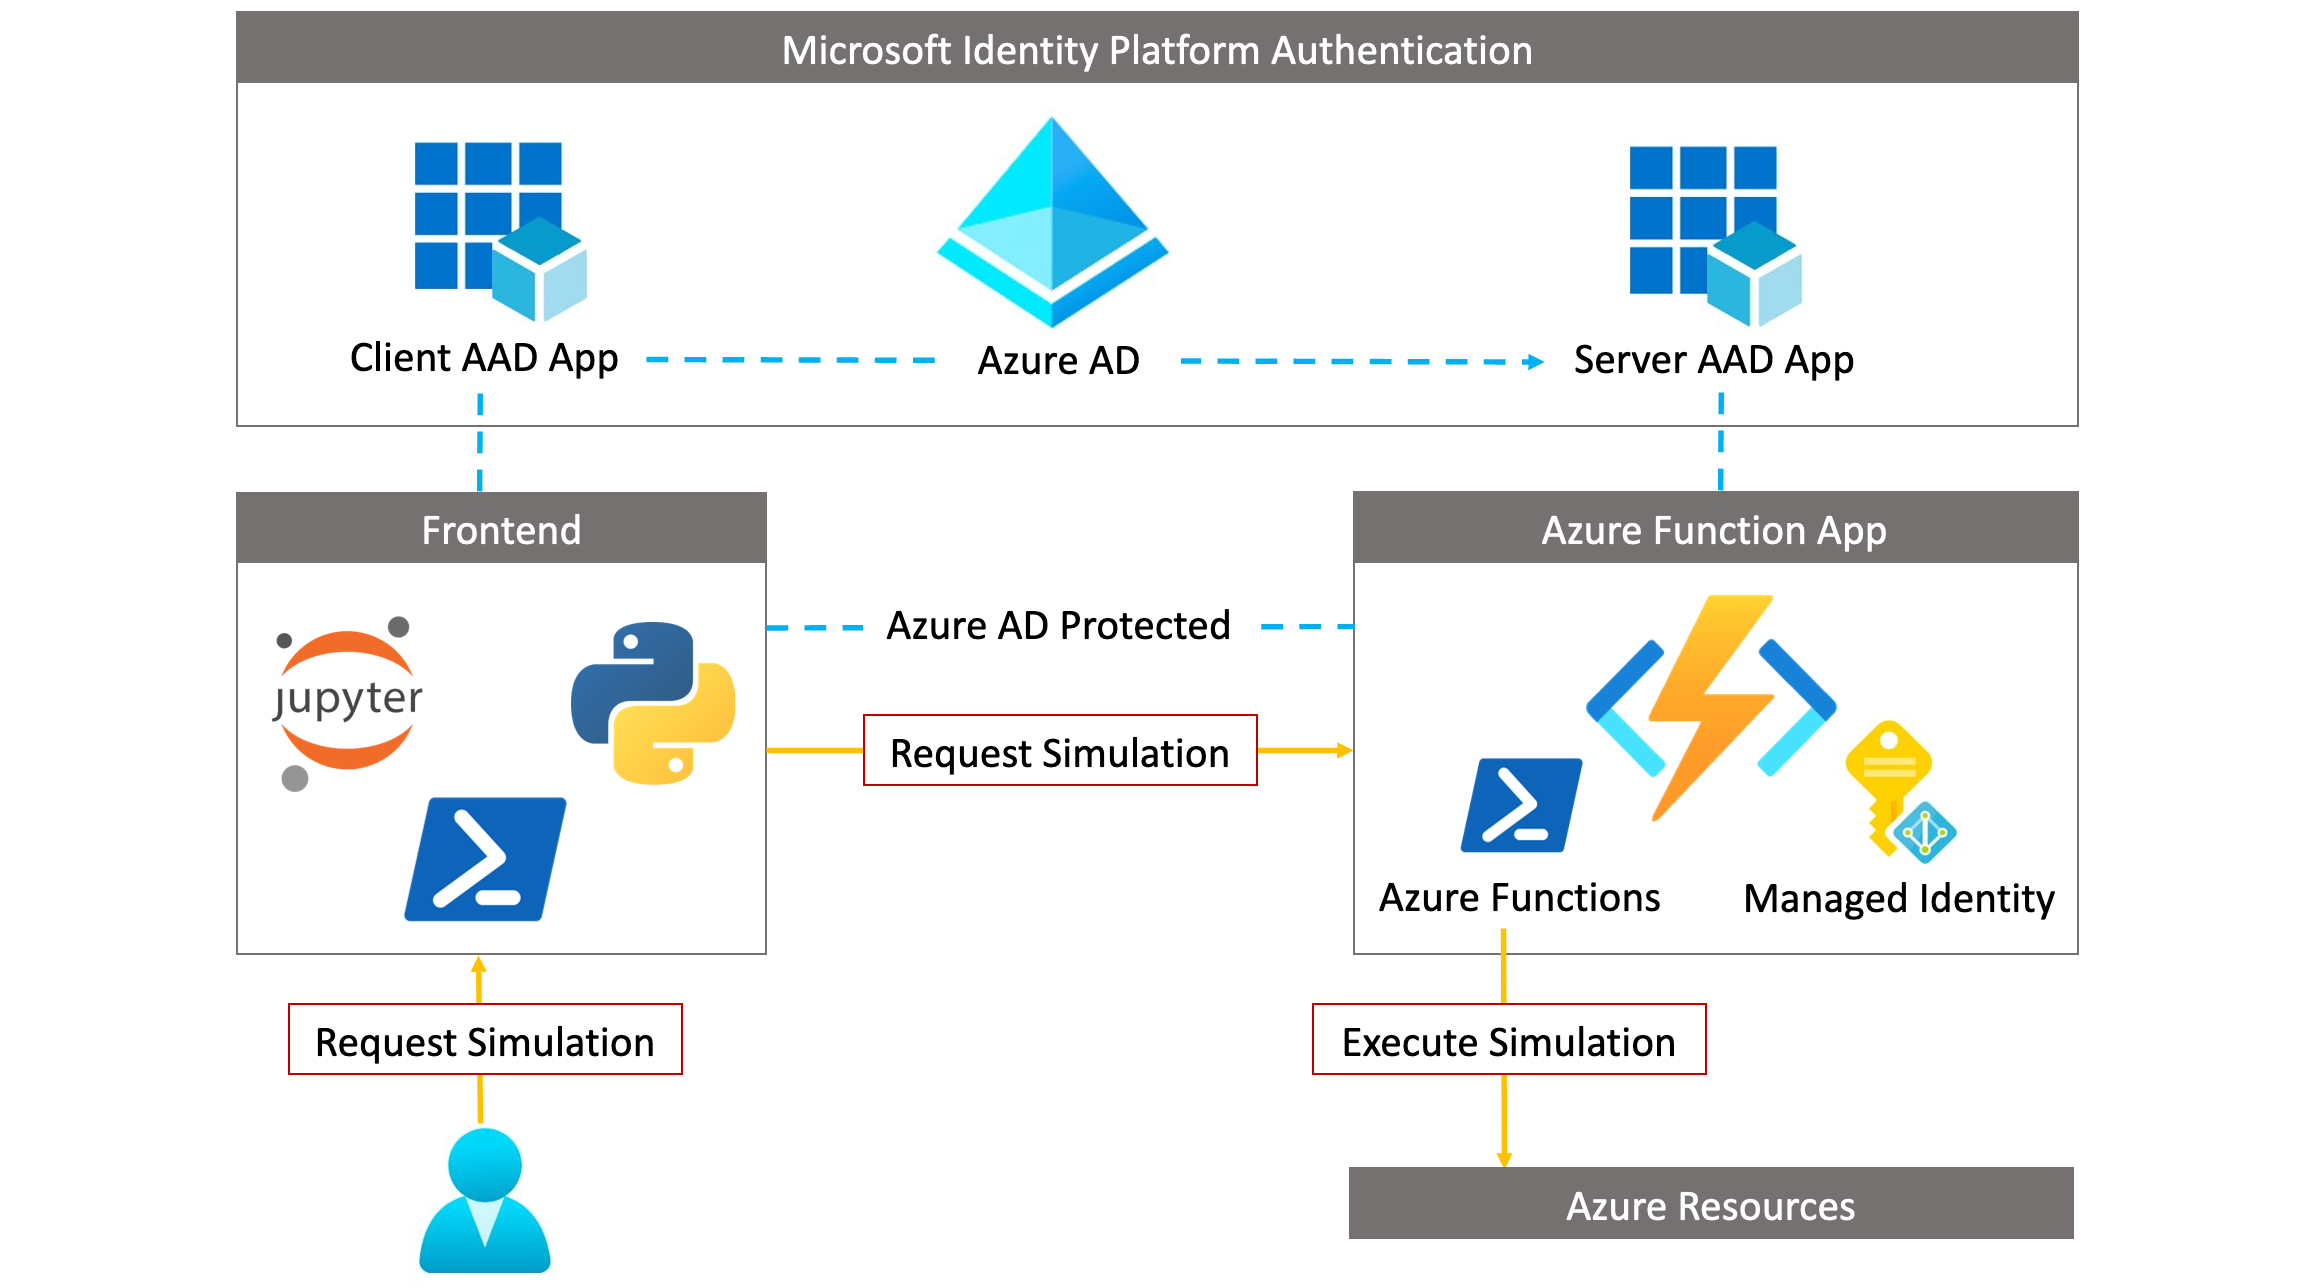 Microsoft Identity Platform Authentication
Client AAD App
Azure AD
Server AAD App
Frontend
Azure Function App
jupyter
Azure AD Protected
Request Simulation
Azure Functions
Managed Identity
Request Simulation
Execute Simulation
Azure Resources